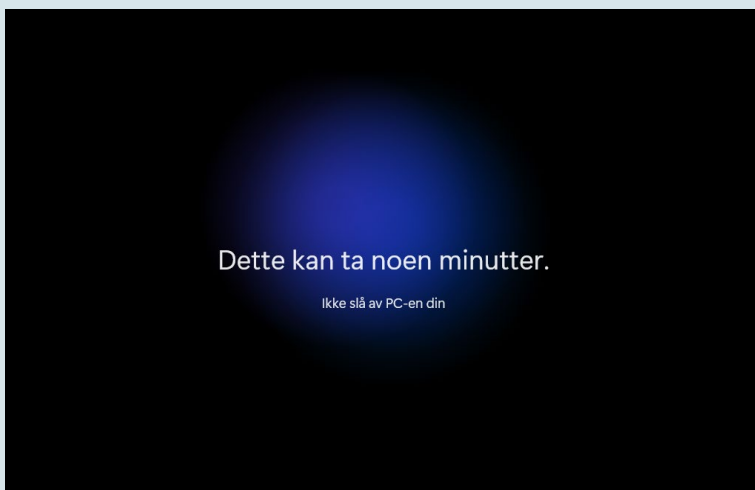 Dette kan ta noen minutter.
Ikke slå av PC-en din